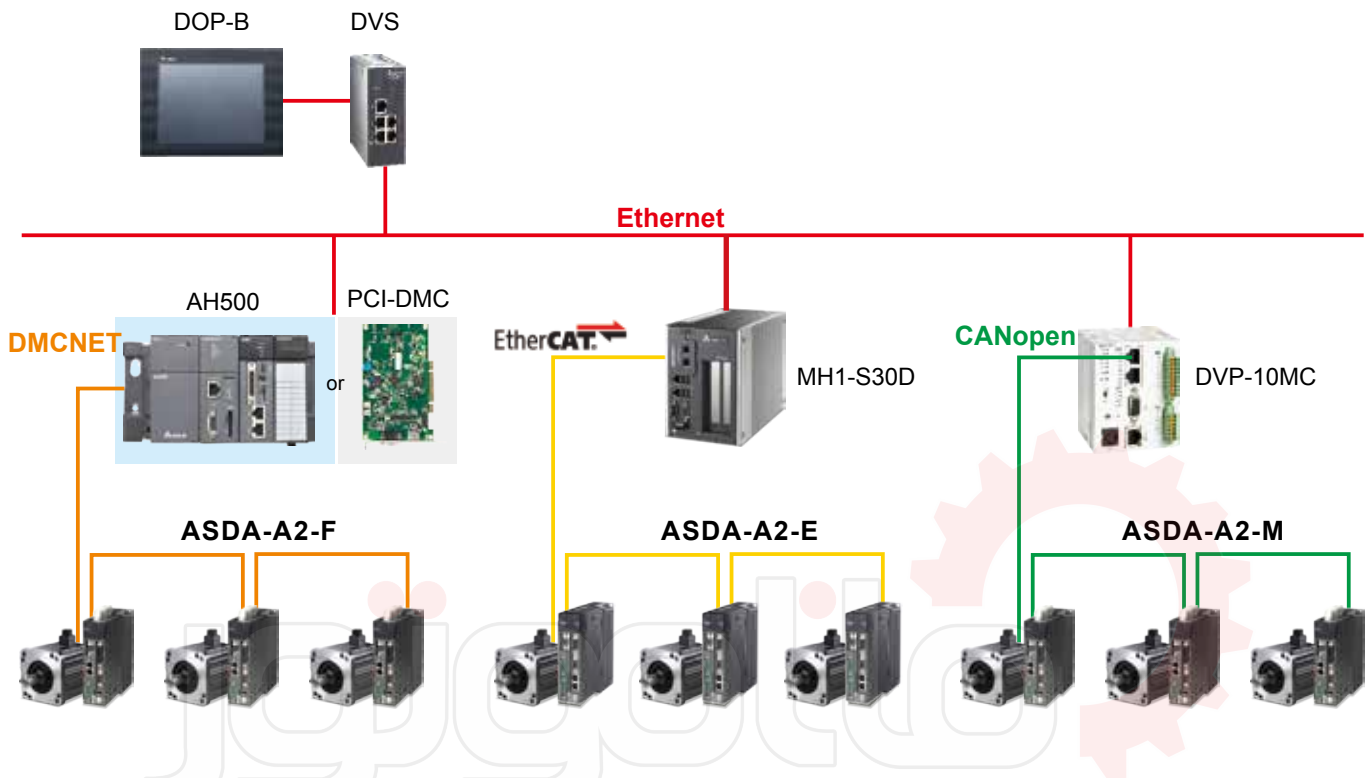 DOP-B
DVS
Ethernet
AH500
PCI-DMC
DMCNET
or
EtherCAT.
MH1-S30D
CANopen
DVP-10MC
ASDA-A2-F
ASDA-A2-E
ASDA-A2-M